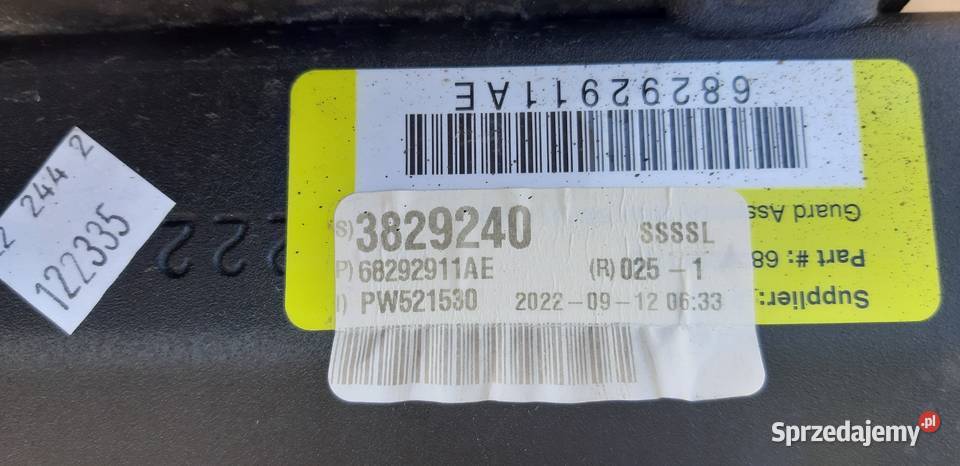 68292911AE
Guard Ass
Part #: 68
Supplier:
(S)3829240 SSSSL
P) 68292911AE (R) 025-1
I) PW521530 2022-09-12 06:33
244 2
122335
222
Sprzedajemy.pl